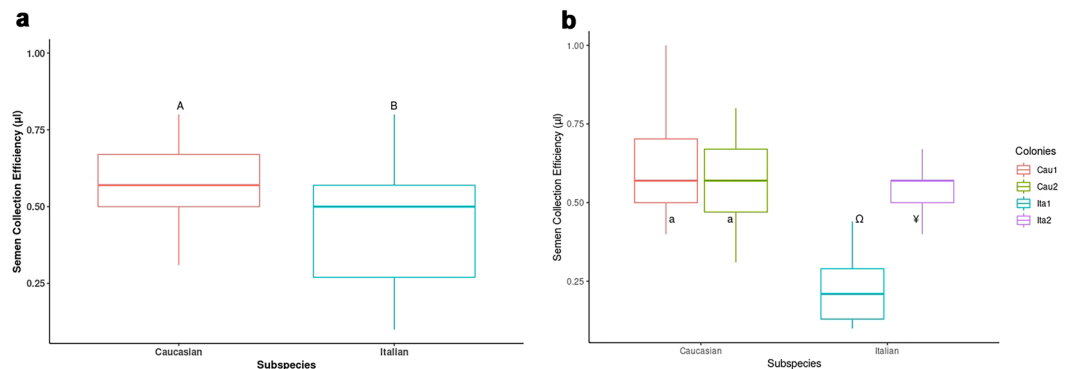 a
Semen Collection Efficiency (µl)
1.00
0.75
0.50
0.25
A
B
Caucasian
Italian
Subspecies
b
Semen Collection Efficiency (µl)
1.00
0.75
0.50
0.25
a
a
Ω
¥
Caucasian
Italian
Subspecies
Colonies
Cau1
Cau2
Ita1
Ita2